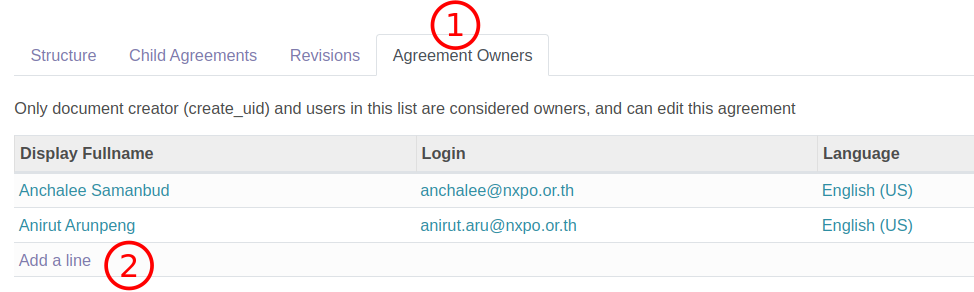 1
Structure Child Agreements Revisions Agreement Owners
Only document creator (create_uid) and users in this list are considered owners, and can edit this agreement
Display Fullname Login Language
Anchalee Samanbud anchalee@nxpo.or.th English (US)
Anirut Arunpeng anirut.aru@nxpo.or.th English (US)
Add a line 2